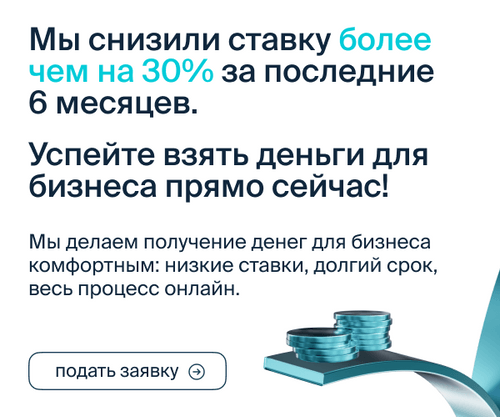 Мы снизили ставку более
чем на 30% за последние
6 месяцев.
Успейте взять деньги для
бизнеса прямо сейчас!
Мы делаем получение денег для бизнеса
комфортным: низкие ставки, долгий срок,
весь процесс онлайн.
подать заявку